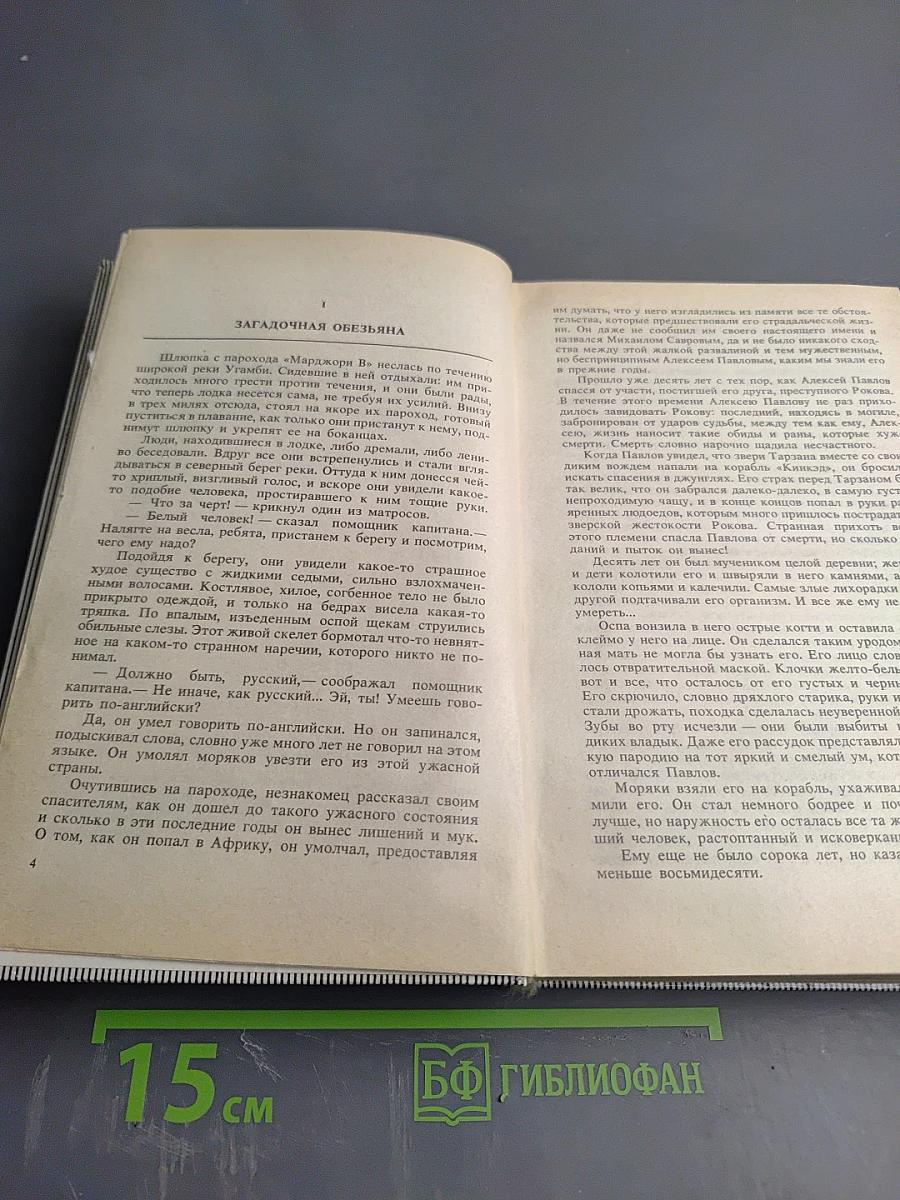 I
ЗАГАДОЧНАЯ ОБЕЗЬЯНА
Шлюпка с парохода «Марджори В» неслась по течению
широкой реки Угамби. Сидевшие в ней отдыхали: им при-
ходилось много грести против течения, и они были рады,
что теперь лодка несется сама, не требуя их усилий. Внизу
в трех милях отсюда, стоял на якоре их пароход, готовый
пуститься в плавание, как только они пристанут к нему, под-
нимут шлюпку и укрепят ее на боканцах.
Люди, находившиеся в лодке, либо дремали, либо лени-
во беседовали. Вдруг все они встрепенулись и стали вгля-
дываться в северный берег реки. Оттуда к ним донесся чей-
то хриплый, визгливый голос, и вскоре они увидели какое-
то подобие человека, простиравшего к ним тощие руки.
— Что за черт! — крикнул один из матросов.
— Белый человек! — сказал помощник капитана.—
Налягте на весла, ребята, пристанем к берегу и посмотрим,
чего ему надо?
Подойдя к берегу, они увидели какое-то страшное
худое существо с жидкими седыми, сильно взлохмачен-
ными волосами. Костлявое, хилое, согбенное тело не было
прикрыто одеждой, и только на бедрах висела какая-то
тряпка. По впалым, изъеденным оспой щекам струились
обильные слезы. Этот живой скелет бормотал что-то невнят-
ное на каком-то странном наречии, которого никто не по-
нимал.
— Должно быть, русский,— соображал помощник
капитана.— Не иначе, как русский... Эй, ты! Умеешь гово-
рить по-английски?
Да, он умел говорить по-английски. Но он запинался,
подыскивал слова, словно уже много лет не говорил на этом
языке. Он умолял моряков увезти его из этой ужасной
страны.
Очутившись на пароходе, незнакомец рассказал своим
спасителям, как он дошел до такого ужасного состояния
и сколько в эти последние годы он вынес лишений и мук.
О том, как он попал в Африку, он умолчал, предоставляя
4
им думать, что у него изгладились из памяти все те обстоя-
тельства, которые предшествовали его страдальческой жиз-
ни. Он даже не сообщил им своего настоящего имени и
назвался Михаилом Савровым, да и не было никакого сход-
ства между этой жалкой развалиной и тем мужественным,
но беспринципным Алексеем Павловым, каким мы знали его
в прежние годы.
Прошло уже десять лет с тех пор, как Алексей Павлов
спасся от участи, постигшей его друга, преступного Рокова.
В течение этого времени Алексею Павлову не раз прихо-
дилось завидовать Рокову: последний, находясь в могиле,
забронирован от ударов судьбы, между тем как ему, Алек-
сею, жизнь наносит такие обиды и раны, которые хуж
смерти. Смерть словно нарочно щадила несчастного.
Когда Павлов увидел, что звери Тарзана вместе со свои
диким вождем напали на корабль «Кинкэд», он бросил
искать спасения в джунглях. Его страх перед Тарзаном б
так велик, что он забрался далеко-далеко, в самую густ
непроходимую чащу, и в конце концов попал в руки ра
яренных людоедов, которым много пришлось пострадат
зверской жестокости Рокова. Странная прихоть во
этого племени спасла Павлова от смерти, но сколько
даний и пыток он вынес!
Десять лет он был мучеником целой деревни; же
и дети колотили его и швыряли в него камнями, а
кололи копьями и калечили. Самые злые лихорадки
другой подтачивали его организм. И все же ему не
умереть...
Оспа вонзила в него острые когти и оставила
клеймо у него на лице. Он сделался таким уродом
ная мать не могла бы узнать его. Его лицо слов
лось отвратительной маской. Клочки желто-бель
вот и все, что осталось от его густых и черны
Его скрючило, словно дряхлого старика, руки и
стали дрожать, походка сделалась неуверенной
Зубы во рту исчезли — они были выбиты
диких владык. Даже его рассудок представлял
кую пародию на тот яркий и смелый ум, кот
отличался Павлов.
Моряки взяли его на корабль, ухаживал
мили его. Он стал немного бодрее и поч
лучше, но наружность его осталась все та ж
ший человек, растоптанный и исковеркан
Ему еще не было сорока лет, но каза
меньше восьмидесяти.
15 см
БФ ГИБЛИОФАН